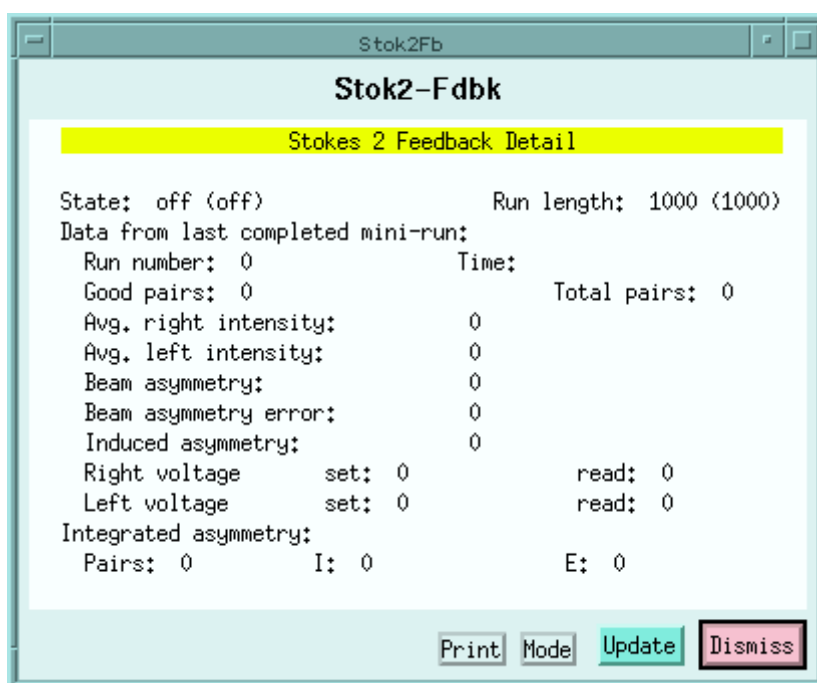 Stok2Fb
Stok2-Fdbk
Stokes 2 Feedback Detail
State: off (off) Run length: 1000 (1000)
Data from last completed mini-run:
Run number: 0 Time:
Good pairs: 0 Total pairs: 0
Avg. right intensity: 0
Avg. left intensity: 0
Beam asymmetry: 0
Beam asymmetry error: 0
Induced asymmetry: 0
Right voltage set: 0 read: 0
Left voltage set: 0 read: 0
Integrated asymmetry:
Pairs: 0 I: 0 E: 0
Print Mode Update Dismiss